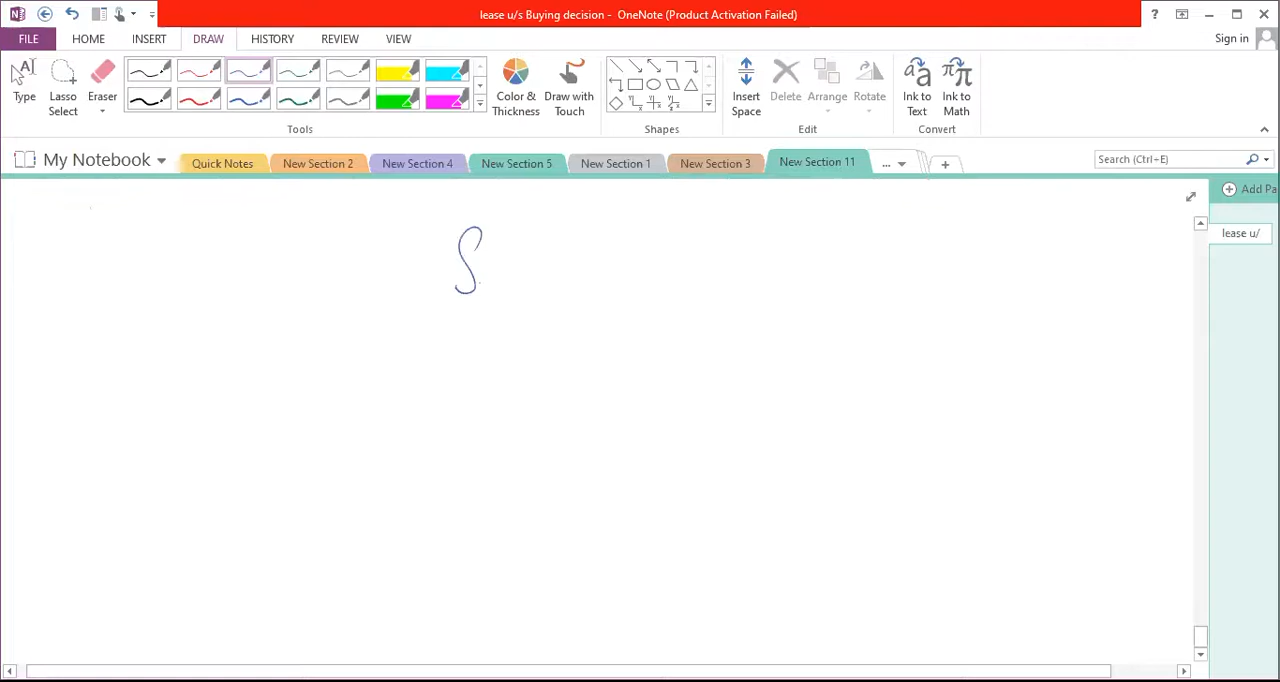 lease u/s Buying decision - OneNote (Product Activation Failed)
?
FILE HOME INSERT DRAW HISTORY REVIEW VIEW
Sign in
Type
Lasso Select
Eraser
Color & Thickness
Draw with Touch
Insert Space
Delete
Arrange
Rotate
Ink to Text
Ink to Math
Tools
Shapes
Edit
Convert
My Notebook
Quick Notes
New Section 2
New Section 4
New Section 5
New Section 1
New Section 3
New Section 11
...
Search (Ctrl+E)
Add Pa
lease u/
S